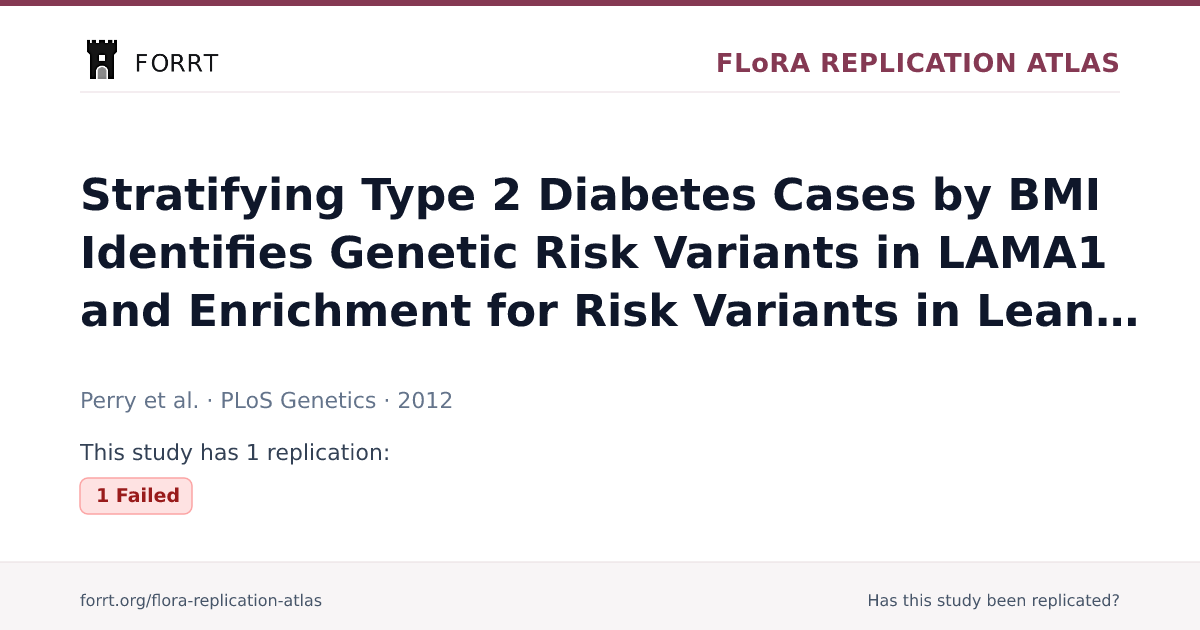 FORRT
FLoRA REPLICATION ATLAS
Stratifying Type 2 Diabetes Cases by BMI
Identifies Genetic Risk Variants in LAMA1
and Enrichment for Risk Variants in Lean…
Perry et al. · PLoS Genetics · 2012
This study has 1 replication:
1 Failed
forrt.org/flora-replication-atlas
Has this study been replicated?